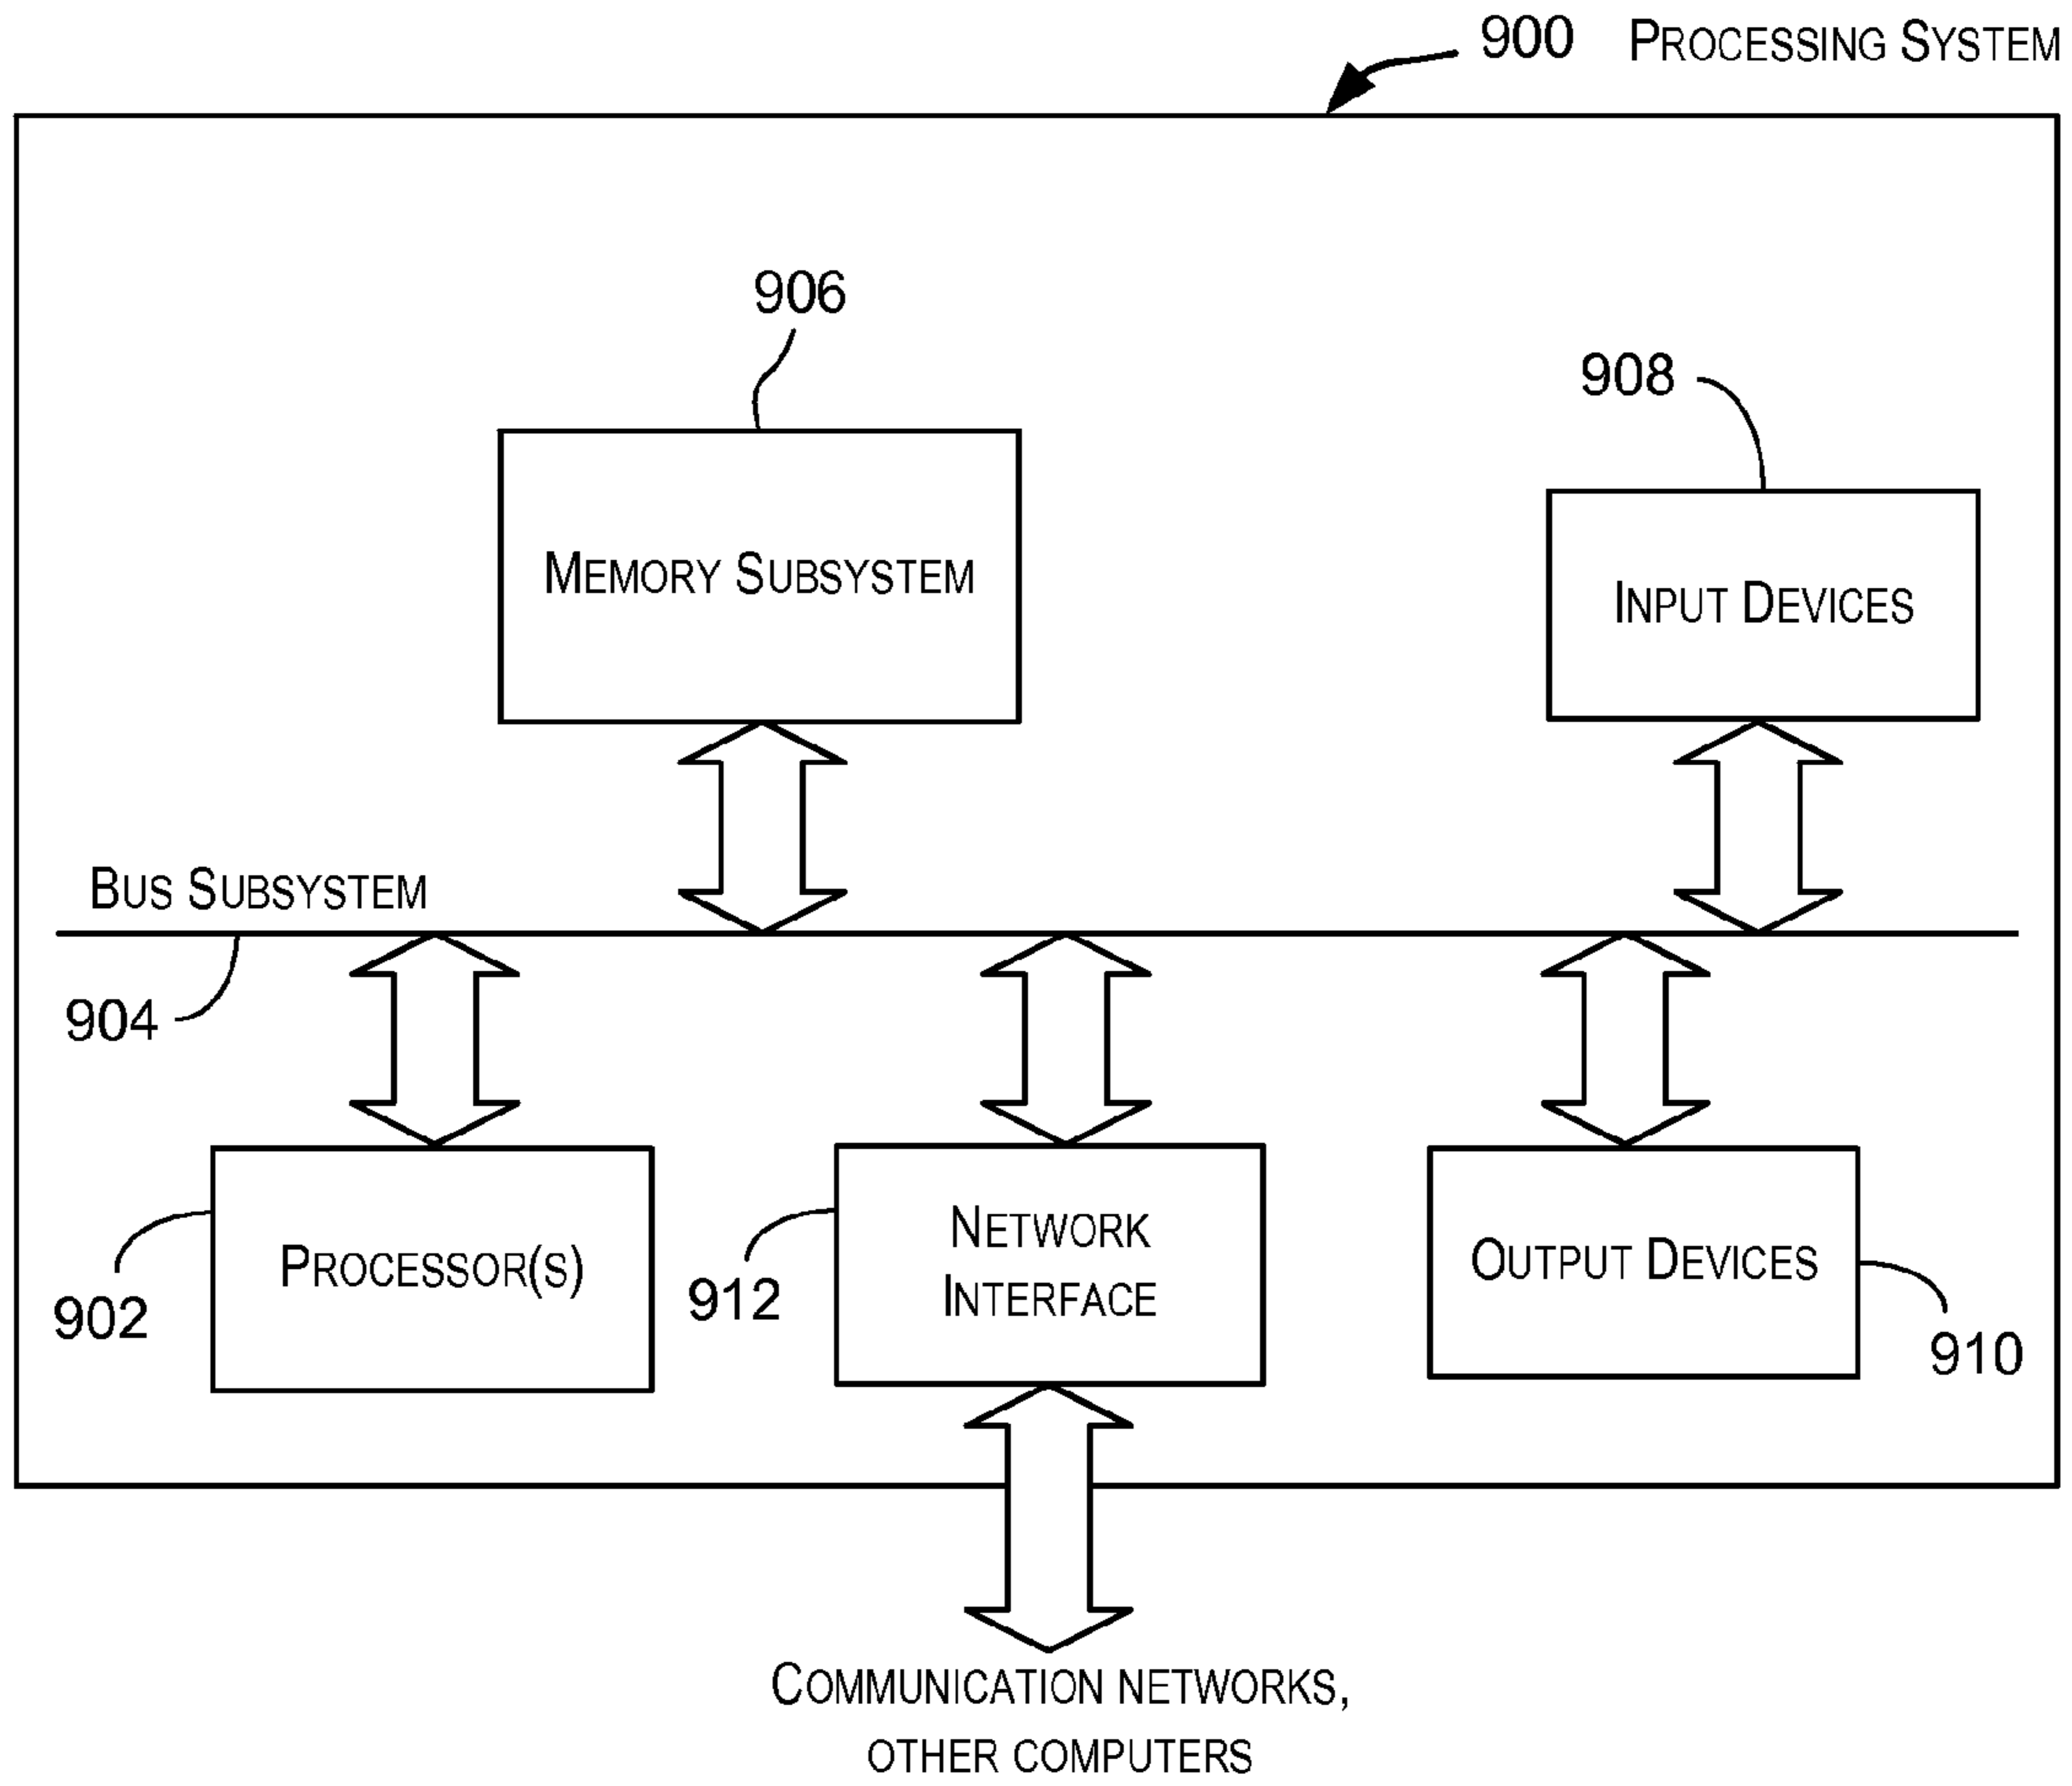 900 Processing System
906
908
Memory Subsystem
Input Devices
Bus Subsystem
904
Processor(s)
902
Network
Interface
912
Output Devices
910
Communication networks,
other computers